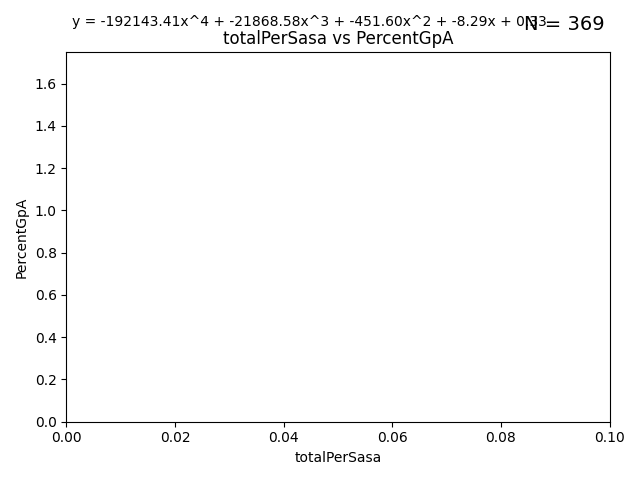 y = -192143.41x^4 + -21868.58x^3 + -451.60x^2 + -8.29x + 0.33
N = 369
totalPerSasa vs PercentGpA
1.6
1.4
1.2
1.0
0.8
0.6
0.4
0.2
0.0
PercentGpA
0.00 0.02 0.04 0.06 0.08 0.10
totalPerSasa